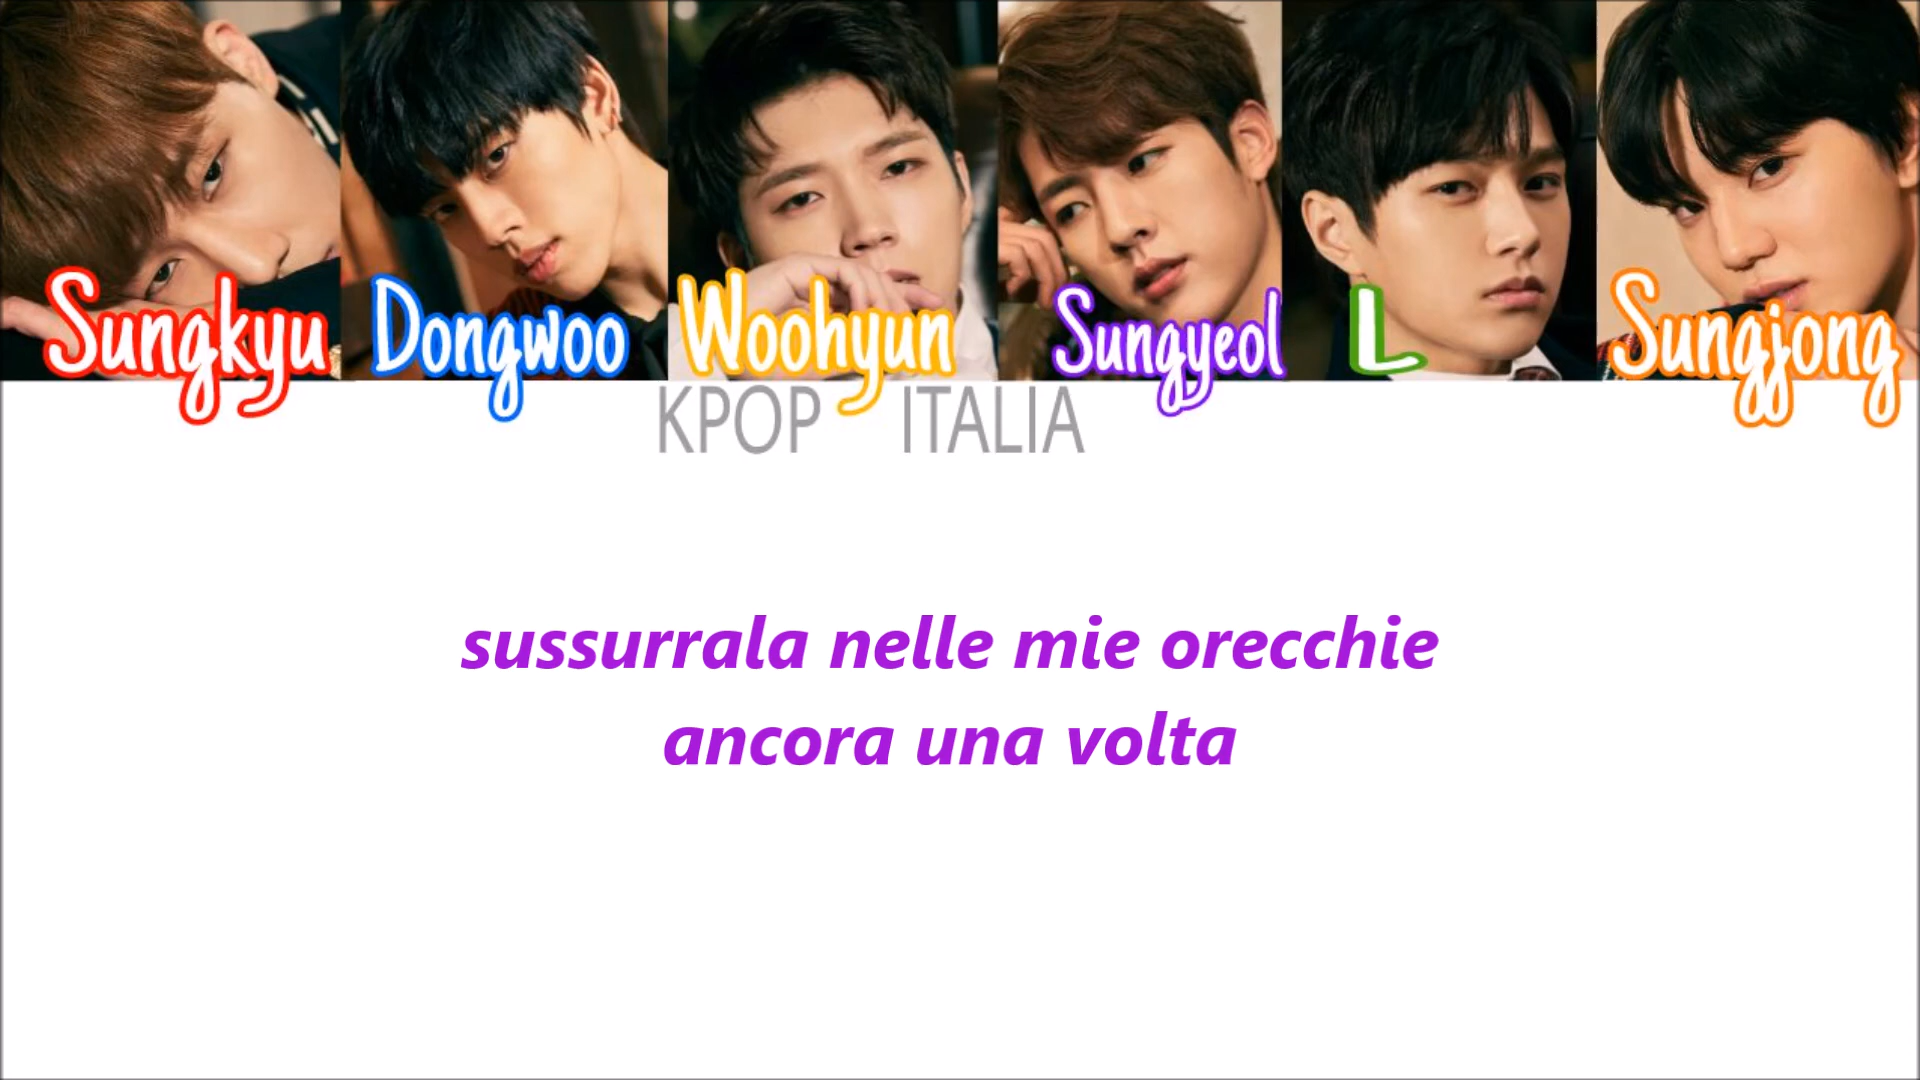 Sungkyu Dongwoo Woohyun Sungyeol L Sungjong
KPOP ITALIA
sussurrala nelle mie orecchie
ancora una volta